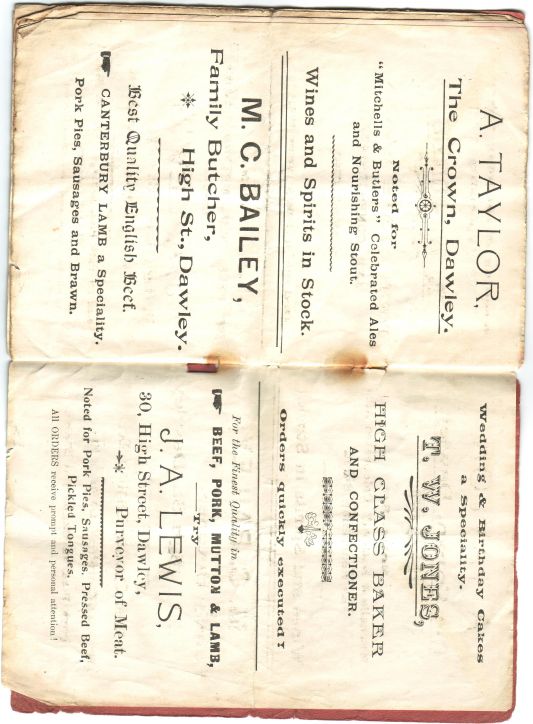 A. TAYLOR,
The Crown, Dawley.
Noted for
"Mitchells & Butlers" Celebrated Ales
and Nourishing Stout.
Wines and Spirits in Stock.
M. C. BAILEY,
Family Butcher,
High St., Dawley.
Best Quality English Beef.
CANTERBURY LAMB a Speciality.
Pork Pies, Sausages and Brawn.
Wedding & Birthday Cakes
a Speciality.
T. W. JONES,
HIGH CLASS BAKER
AND CONFECTIONER.
Orders quickly executed!
For the Finest Quality in
BEEF, PORK, MUTTON & LAMB,
Try
J. A. LEWIS,
30, High Street, Dawley,
Purveyor of Meat.
Noted for Pork Pies, Sausages, Pressed Beef,
Pickled Tongues.
All ORDERS receive prompt and personal attention!